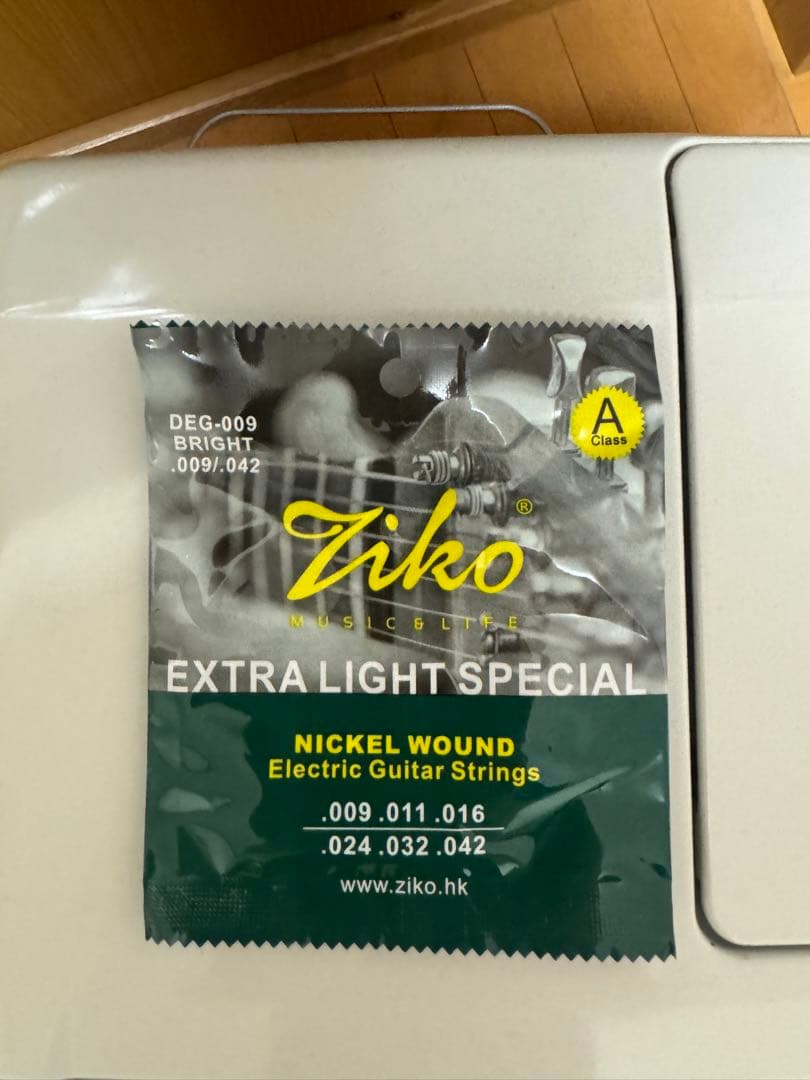 DEG-009
BRIGHT
.009/.042
A
Class
Ziko®
MUSIC & LIFE
EXTRA LIGHT SPECIAL
NICKEL WOUND
Electric Guitar Strings
.009 .011 .016
.024 .032 .042
www.ziko.hk